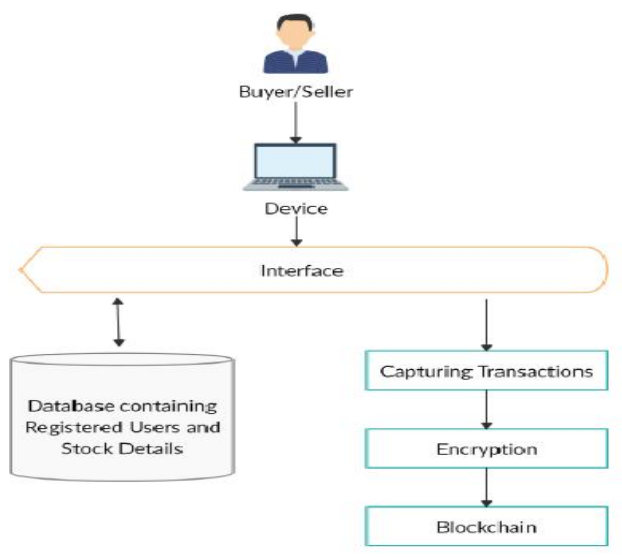 Buyer/Seller
Device
Interface
Database containing
Registered Users and
Stock Details
Capturing Transactions
Encryption
Blockchain